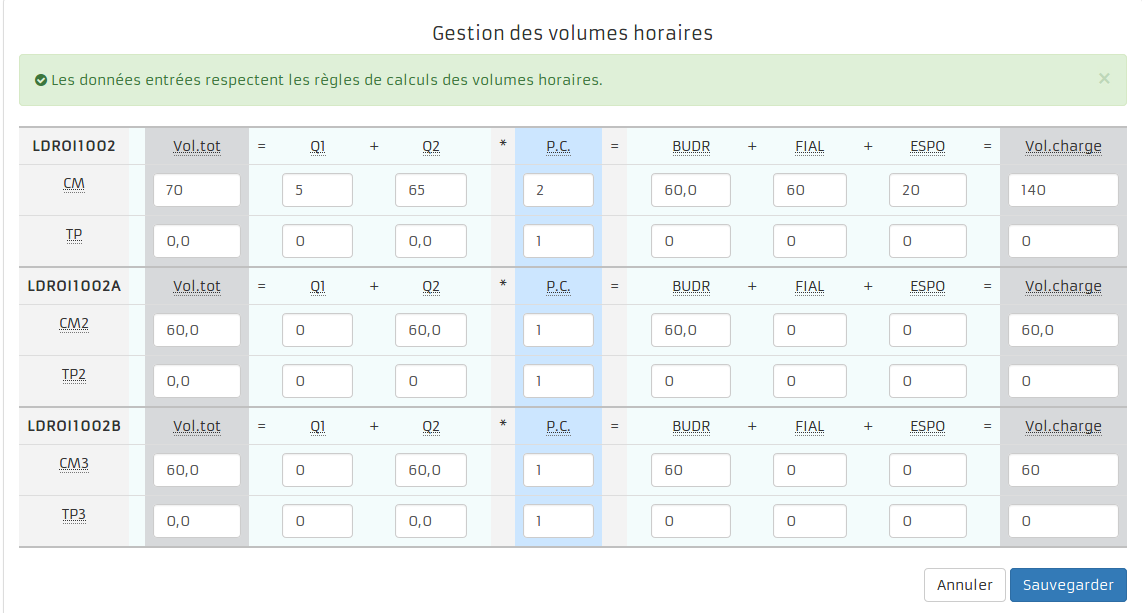 Gestion des volumes horaires
Les données entrées respectent les règles de calculs des volumes horaires. ×
LDROI1002 Vol.tot = Q1 + Q2 * P.C. = BUDR + FIAL + ESPO = Vol.charge
CM 70 5 65 2 60,0 60 20 140
TP 0,0 0 0,0 1 0 0 0 0
LDROI1002A Vol.tot = Q1 + Q2 * P.C. = BUDR + FIAL + ESPO = Vol.charge
CM2 60,0 0 60,0 1 60,0 0 0 60,0
TP2 0,0 0 0 1 0 0 0 0
LDROI1002B Vol.tot = Q1 + Q2 * P.C. = BUDR + FIAL + ESPO = Vol.charge
CM3 60,0 0 60,0 1 60 0 0 60
TP3 0,0 0 0,0 1 0 0 0 0
Annuler Sauvegarder